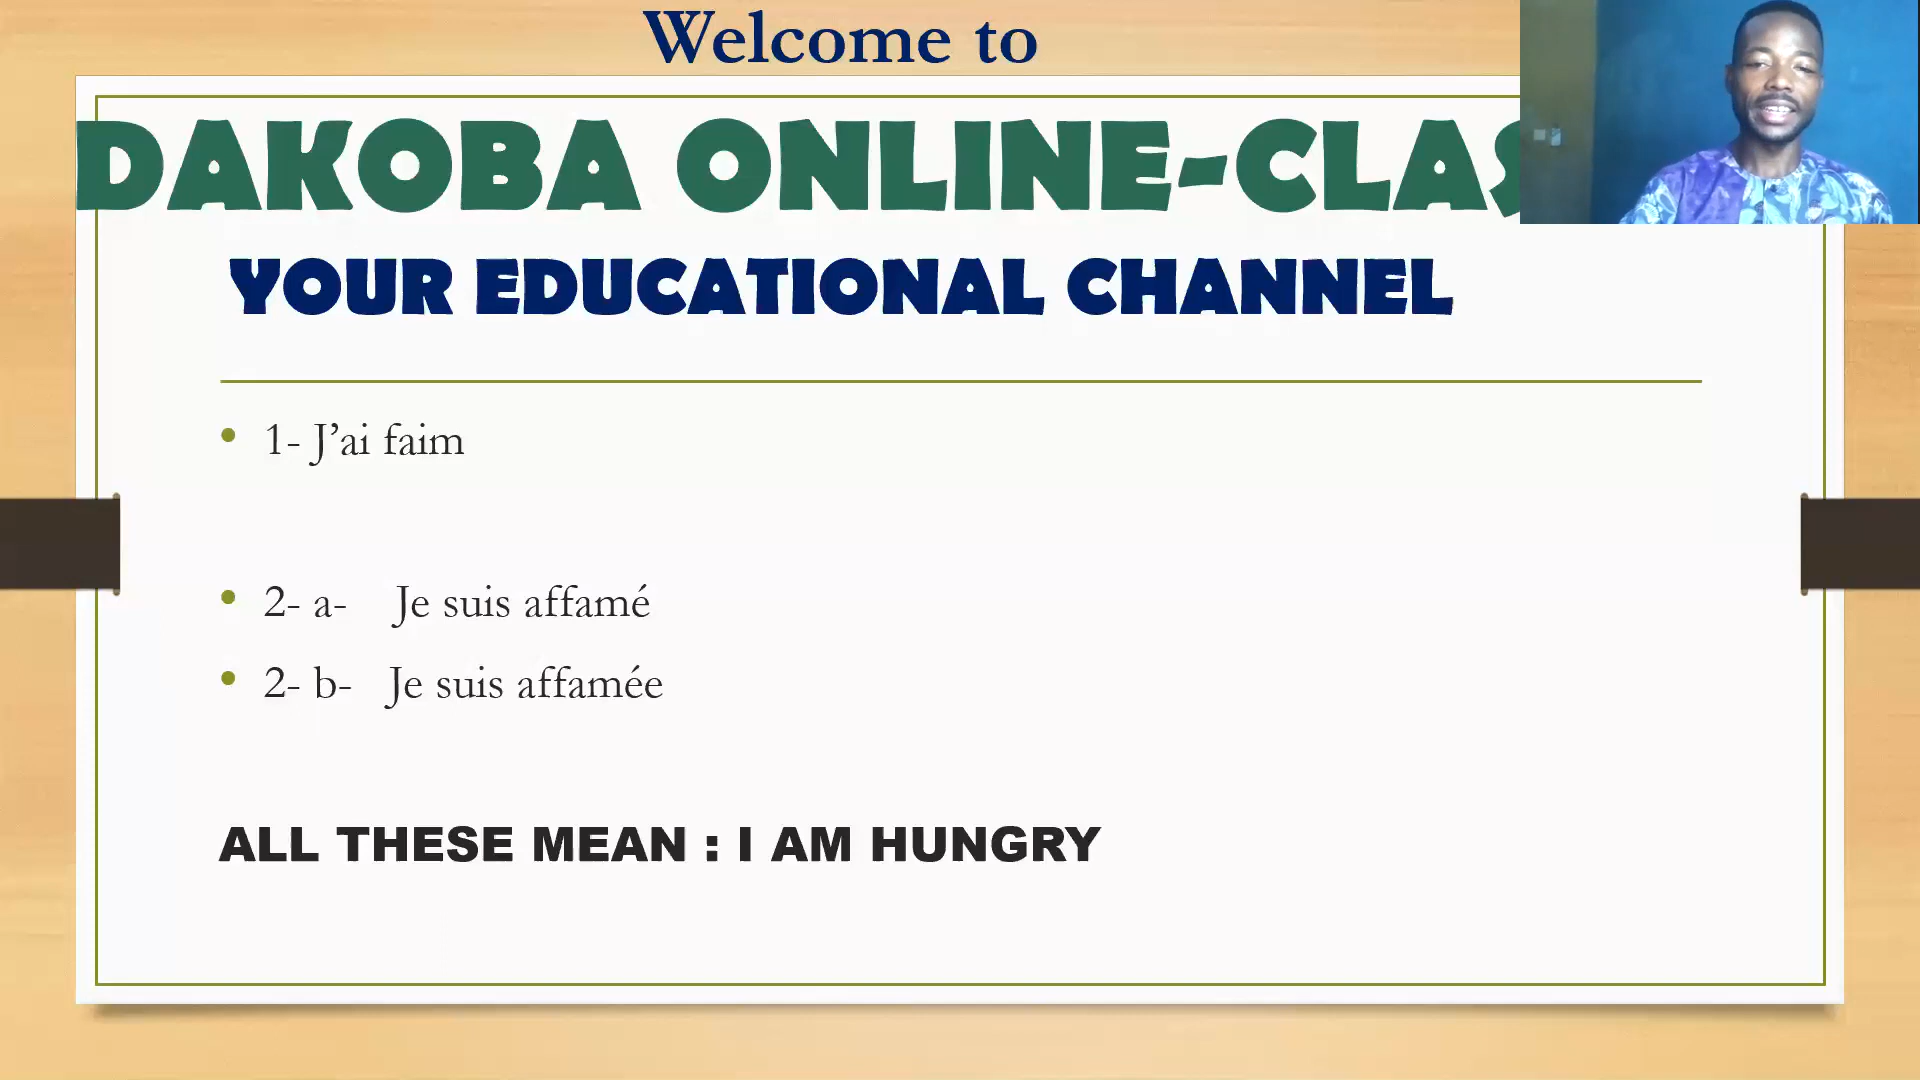 Welcome to
DAKOBA ONLINE-CLAS
YOUR EDUCATIONAL CHANNEL
1- J’ai faim
2- a- Je suis affamé
2- b- Je suis affamée
ALL THESE MEAN : I AM HUNGRY